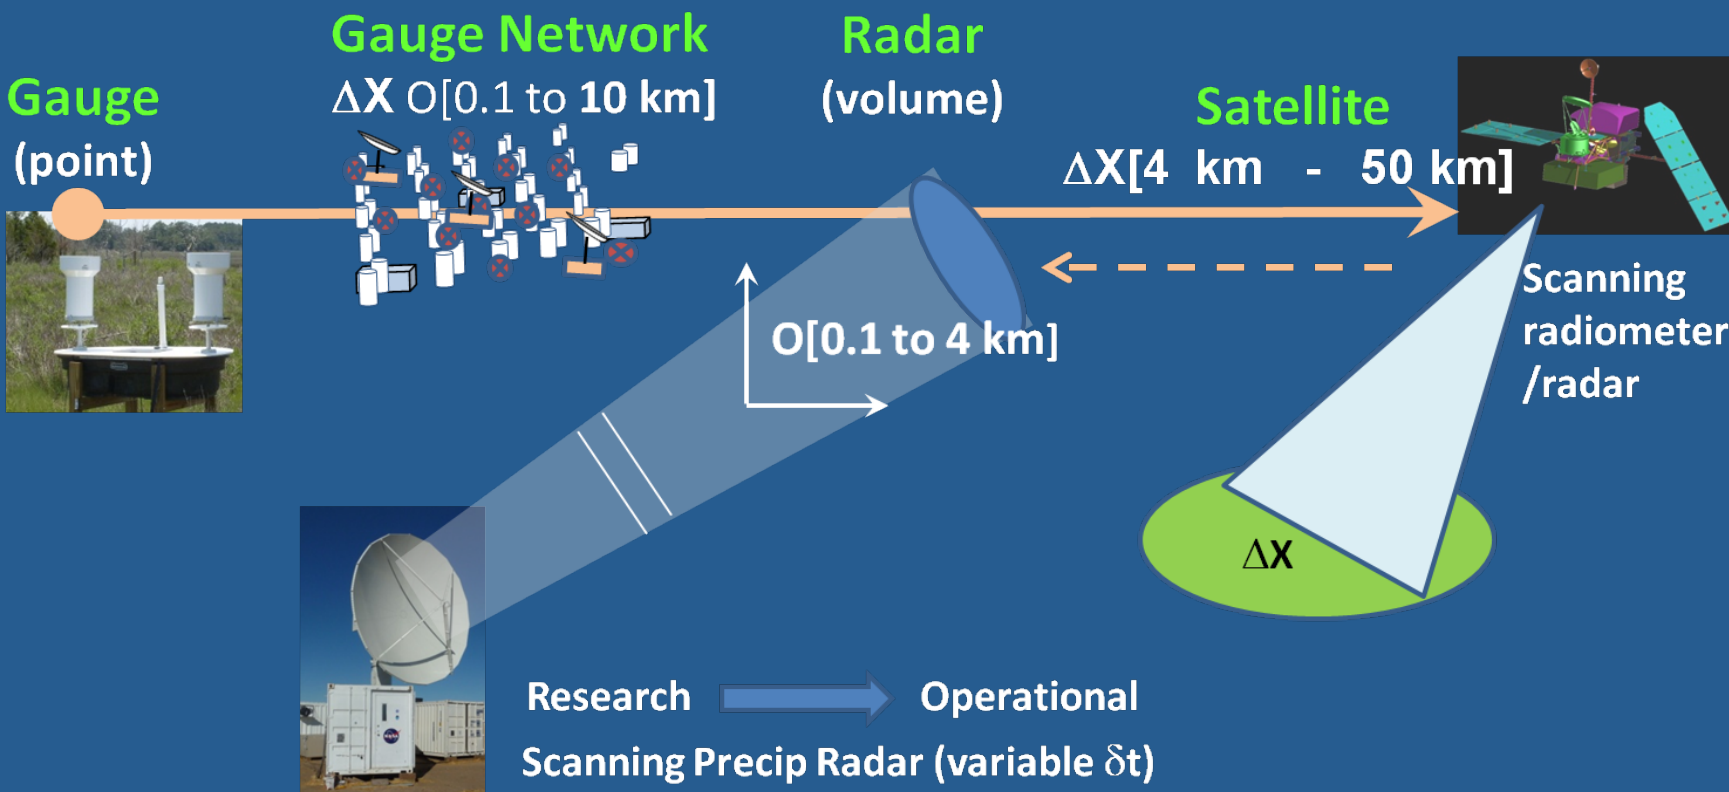 Gauge
(point)
Gauge Network
ΔX O[0.1 to 10 km]
Radar
(volume)
Satellite
ΔX[4 km - 50 km]
O[0.1 to 4 km]
Scanning
radiometer
/radar
ΔX
NASA
Research
Operational
Scanning Precip Radar (variable δt)